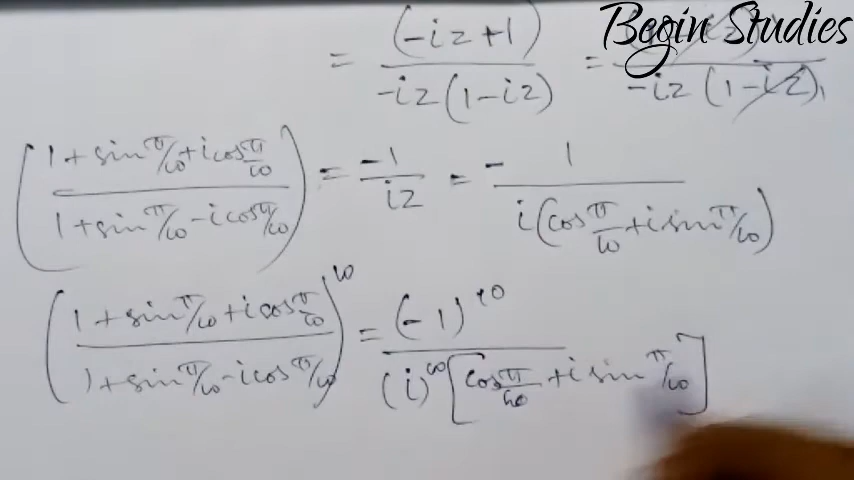 Begin Studies
= (-iz+1) / -iz(1-iz) = / -iz(1-iz)
(1+sin π/10 + i cos π/10 / 1+sin π/10 - i cos π/10) = -1/iz = - 1 / i(cos π/10 + i sin π/10)
(1+sin π/10 + i cos π/10 / 1+sin π/10 - i cos π/10)^10 = (-1)^10 / (i)^10 [cos π/10 + i sin π/10]